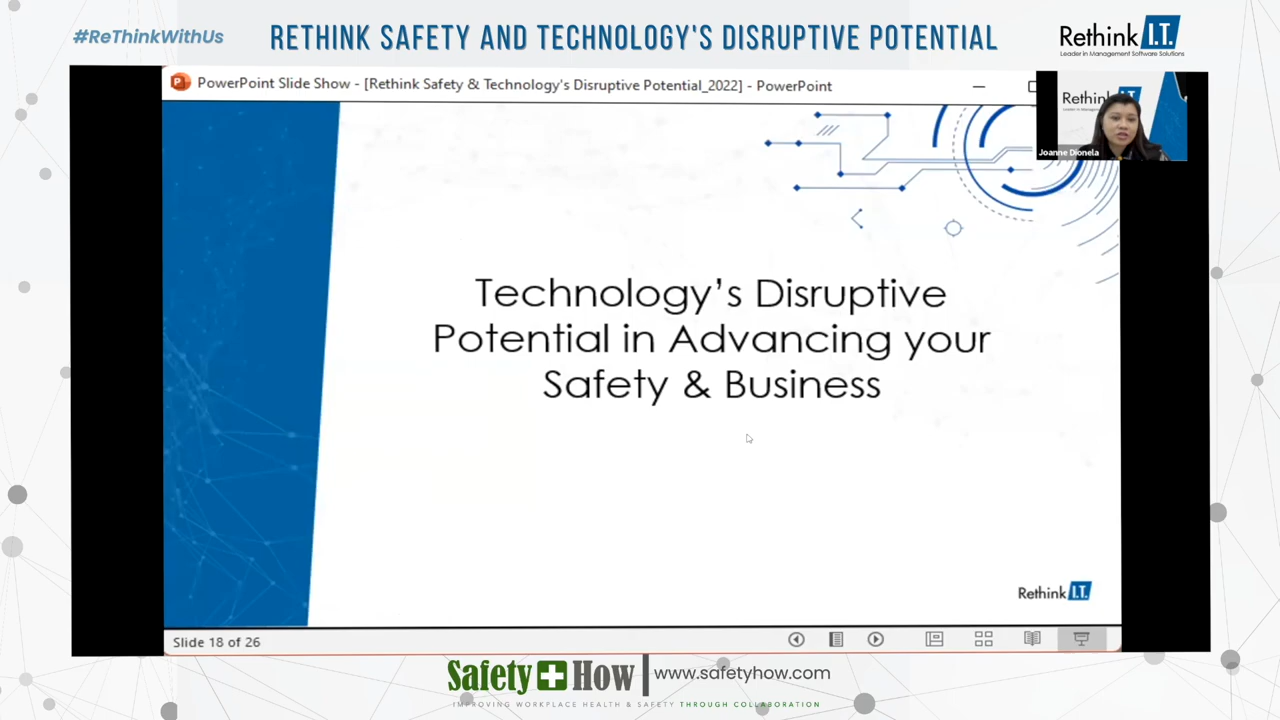 #ReThinkWithUs
RETHINK SAFETY AND TECHNOLOGY'S DISRUPTIVE POTENTIAL
Rethink I.T.
Leader in Management Software Solutions
PowerPoint Slide Show - [Rethink Safety & Technology's Disruptive Potential_2022] - PowerPoint
Rethink
Joanne Dionela
Technology's Disruptive
Potential in Advancing your
Safety & Business
Rethink I.T.
Slide 18 of 26
Safety How
www.safetyhow.com
IMPROVING WORKPLACE HEALTH & SAFETY THROUGH COLLABORATION